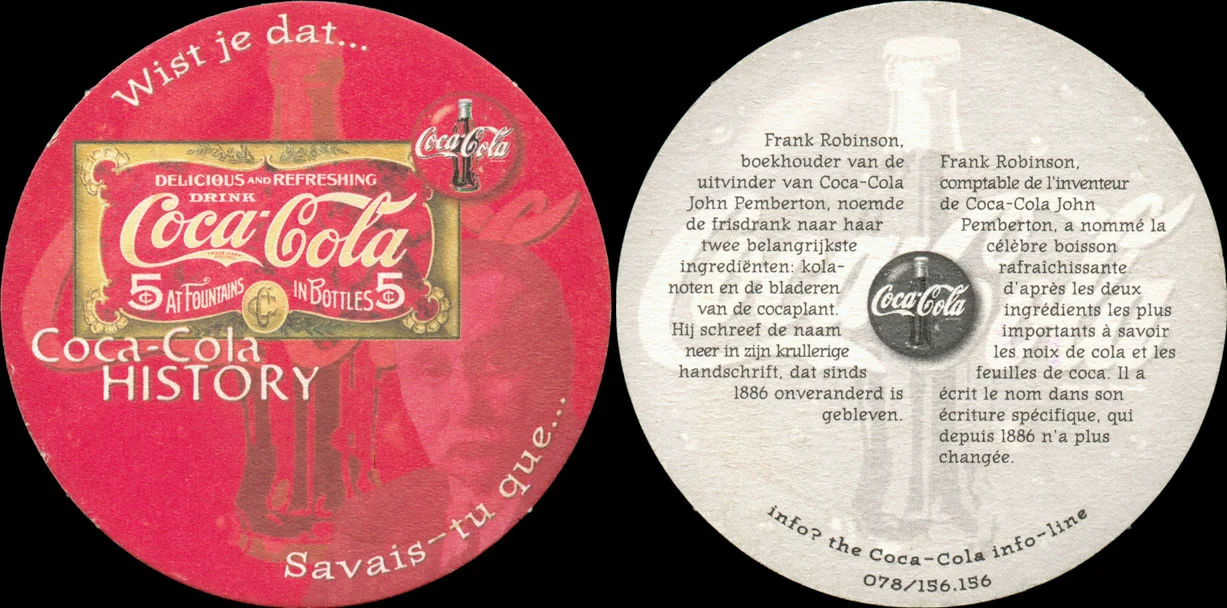 Wist je dat...
Coca-Cola
DELICIOUS AND REFRESHING
DRINK
Coca-Cola
5¢ AT FOUNTAINS IN BOTTLES 5¢
Coca-Cola
HISTORY
Savais-tu que...
Frank Robinson,
boekhouder van de
uitvinder van Coca-Cola
John Pemberton, noemde
de frisdrank naar haar
twee belangrijkste
ingrediënten: kola-
noten en de bladeren
van de cocaplant.
Hij schreef de naam
neer in zijn krullerige
handschrift, dat sinds
1886 onveranderd is
gebleven.
Coca-Cola
Frank Robinson,
comptable de l'inventeur
de Coca-Cola John
Pemberton, a nommé la
célèbre boisson
rafraîchissante
d'après les deux
ingrédients les plus
importants à savoir
les noix de cola et les
feuilles de coca. Il a
écrit le nom dans son
écriture spécifique, qui
depuis 1886 n'a plus
changée.
info? the Coca-Cola info-line
078/156.156